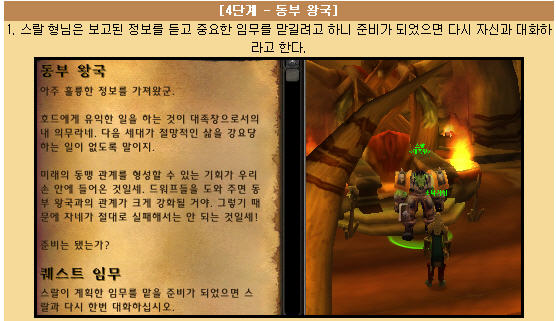 [4단계 - 동부 왕국]
1. 스랄 형님은 보고된 정보를 듣고 중요한 임무를 맡길려고 하니 준비가 되었으면 다시 자신과 대화하
라고 한다.
동부 왕국
아주 훌륭한 정보를 가져왔군.
호드에게 유익한 일을 하는 것이 대족장으로서의
내 의무라네. 다음 세대가 절망적인 삶을 강요당
하는 일이 없도록 말이지.
미래의 동맹 관계를 형성할 수 있는 기회가 우리
손 안에 들어온 것일세. 드워프들을 도와 주면 동
부 왕국과의 관계가 크게 강화될 거야. 그렇기 때
문에 자네가 절대로 실패해서는 안 되는 것일세!
준비는 됐는가?
퀘스트 임무
스랄이 계획한 임무를 맡을 준비가 되었으면 스
랄과 다시 한번 대화하십시오.
스랄